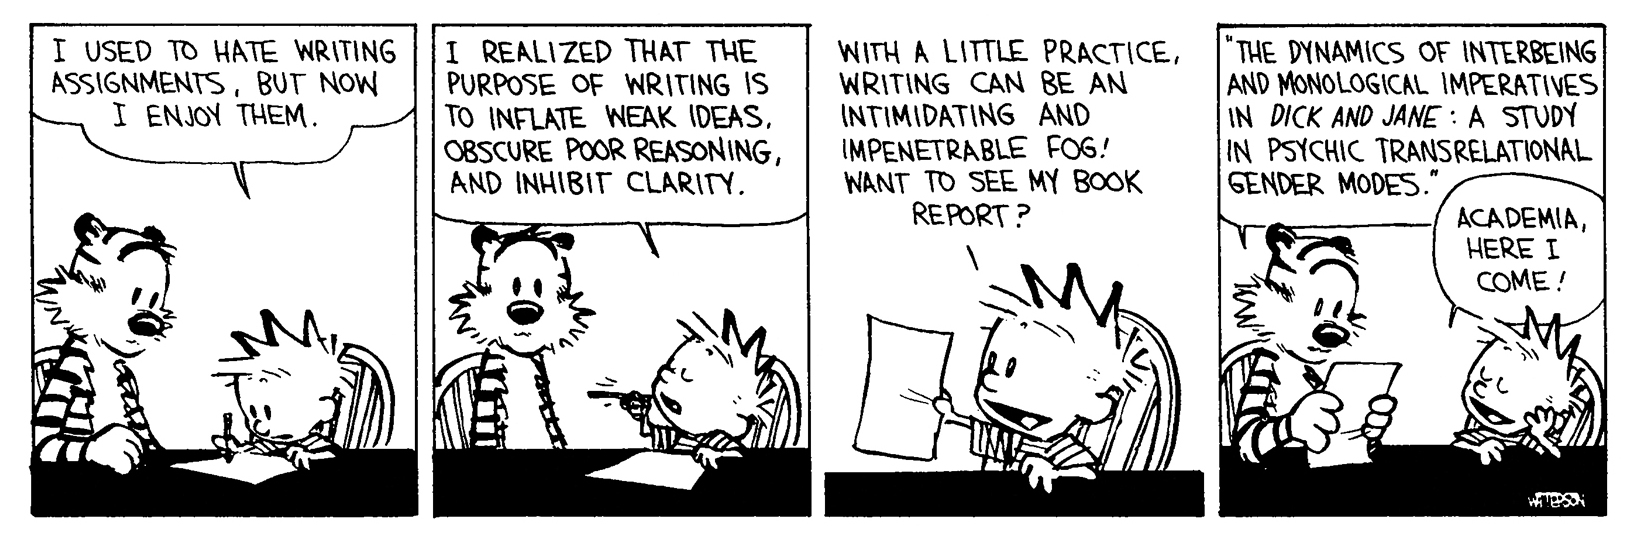 I USED TO HATE WRITING
ASSIGNMENTS, BUT NOW
I ENJOY THEM.
I REALIZED THAT THE
PURPOSE OF WRITING IS
TO INFLATE WEAK IDEAS,
OBSCURE POOR REASONING,
AND INHIBIT CLARITY.
WITH A LITTLE PRACTICE,
WRITING CAN BE AN
INTIMIDATING AND
IMPENETRABLE FOG!
WANT TO SEE MY BOOK
REPORT?
"THE DYNAMICS OF INTERBEING
AND MONOLOGICAL IMPERATIVES
IN DICK AND JANE : A STUDY
IN PSYCHIC TRANSRELATIONAL
GENDER MODES."
ACADEMIA,
HERE I
COME!
WATTERSON